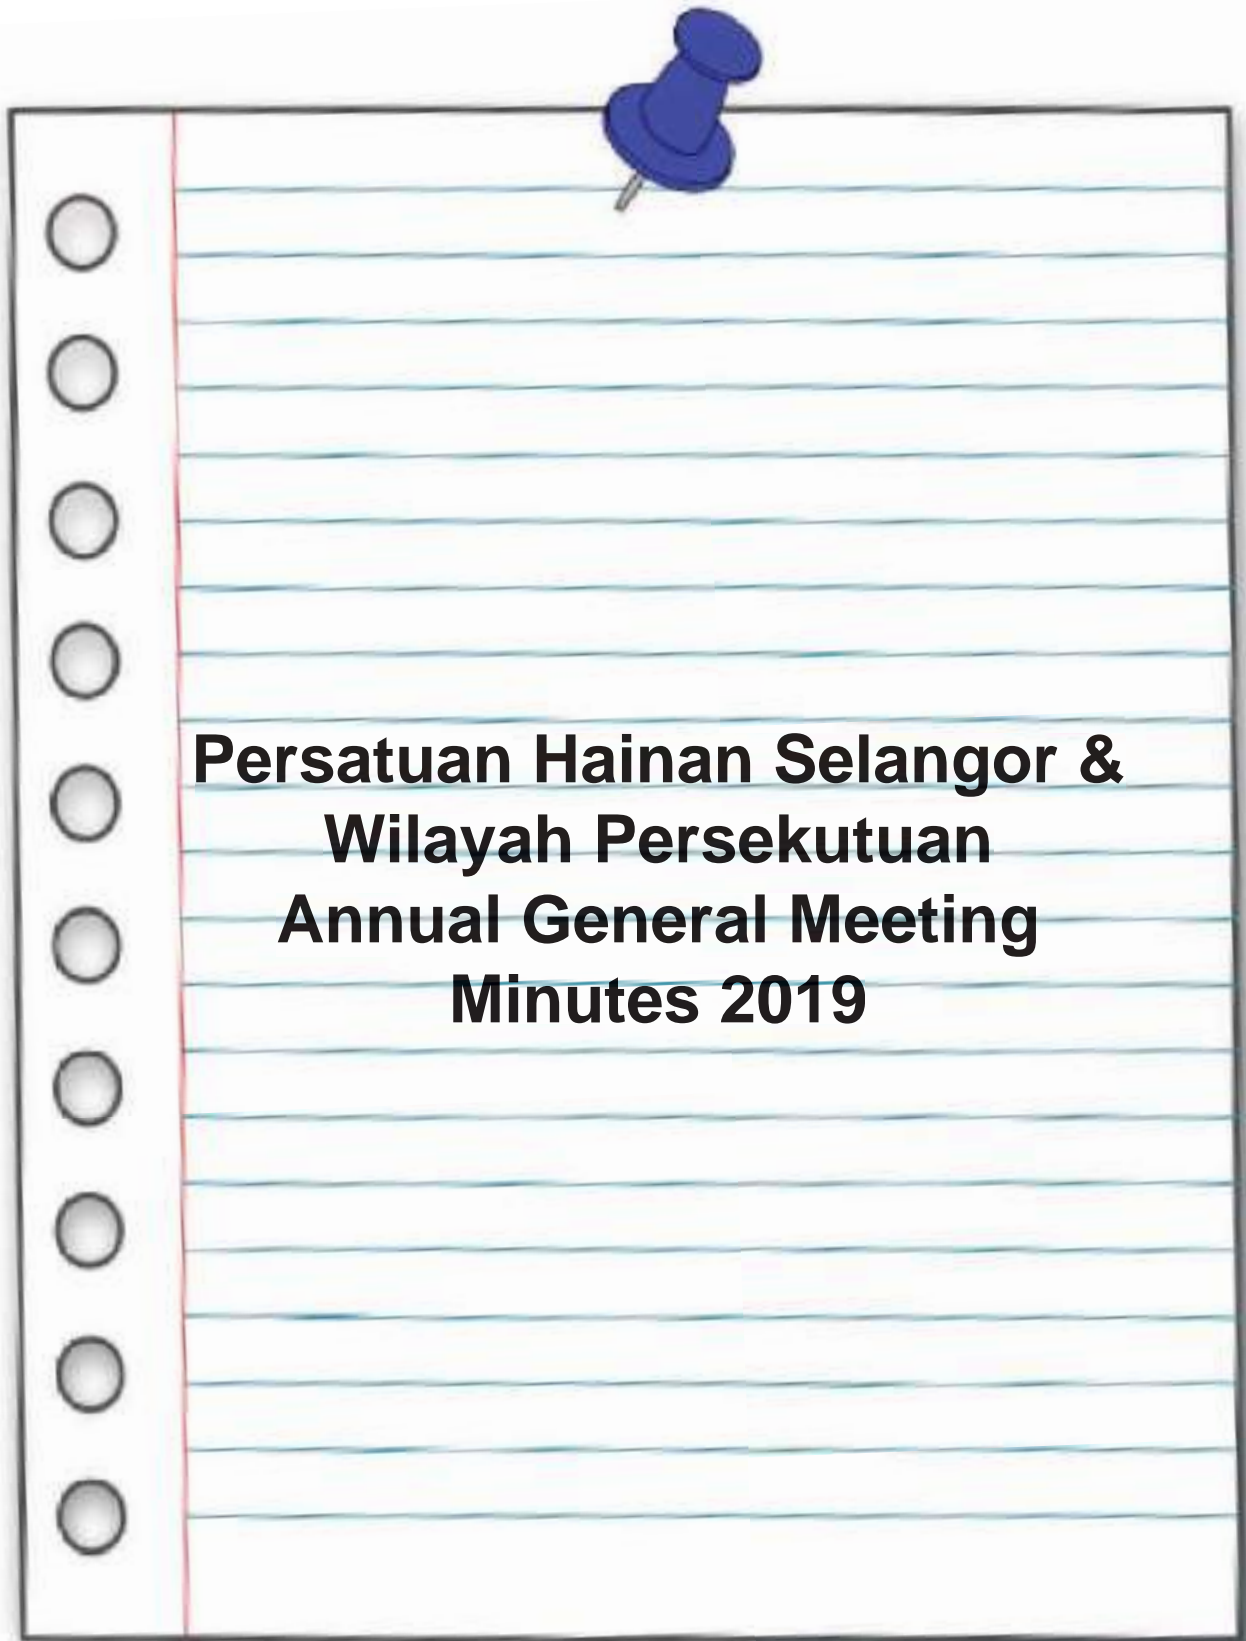 Persatuan Hainan Selangor &
Wilayah Persekutuan
Annual General Meeting
Minutes 2019